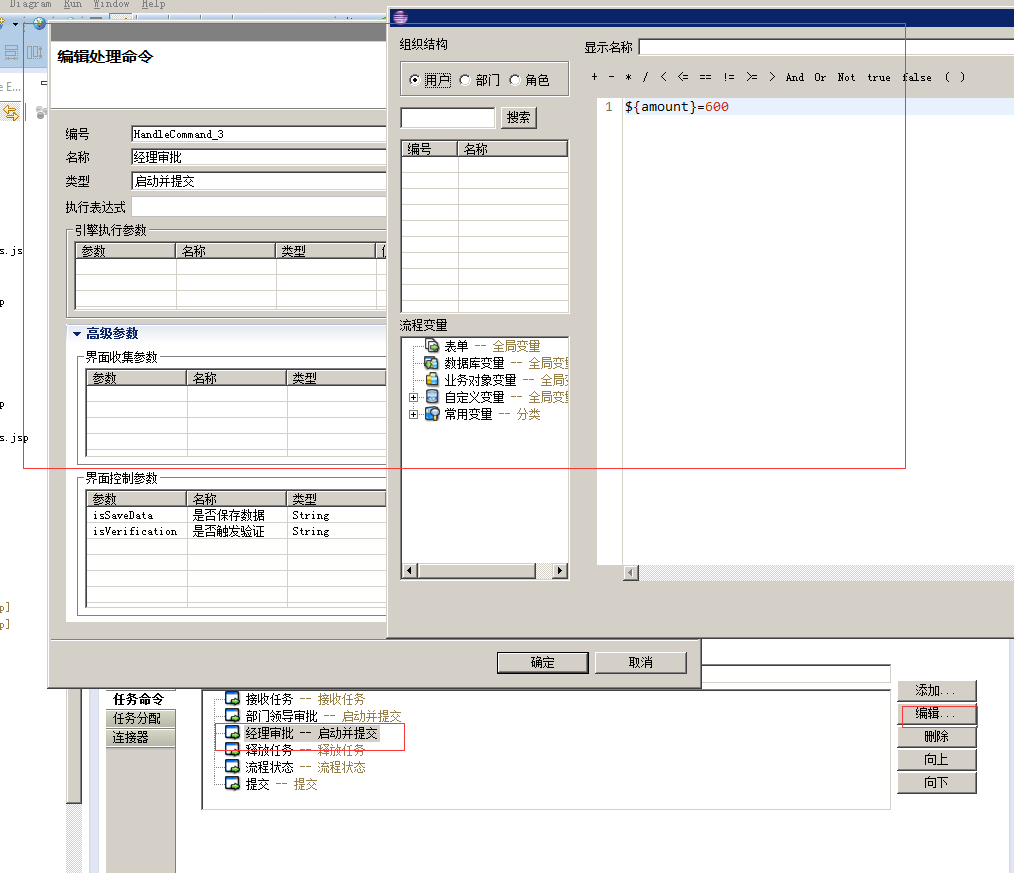 Diagram Run Window Help
编辑处理命令
编号 HandleCommand_3
名称 经理审批
类型 启动并提交
执行表达式
引擎执行参数
参数 名称 类型
高级参数
界面收集参数
参数 名称 类型
界面控制参数
参数 名称 类型
isSaveData 是否保存数据 String
isVerification 是否触发验证 String
确定 取消
组织结构
用户 部门 角色
搜索
编号 名称
流程变量
表单 -- 全局变量
数据库变量 -- 全局变
业务对象变量 -- 全局
自定义变量 -- 全局变
常用变量 -- 分类
显示名称
+ - * / < <= == != >= > And Or Not true false ( )
1 ${amount}=600
s.js
p
p
s.jsp
p]
p]
e E...
任务命令
任务分配
连接器
接收任务 -- 接收任务
部门领导审批 -- 启动并提交
经理审批 -- 启动并提交
释放任务 -- 释放任务
流程状态 -- 流程状态
提交 -- 提交
添加...
编辑...
删除
向上
向下